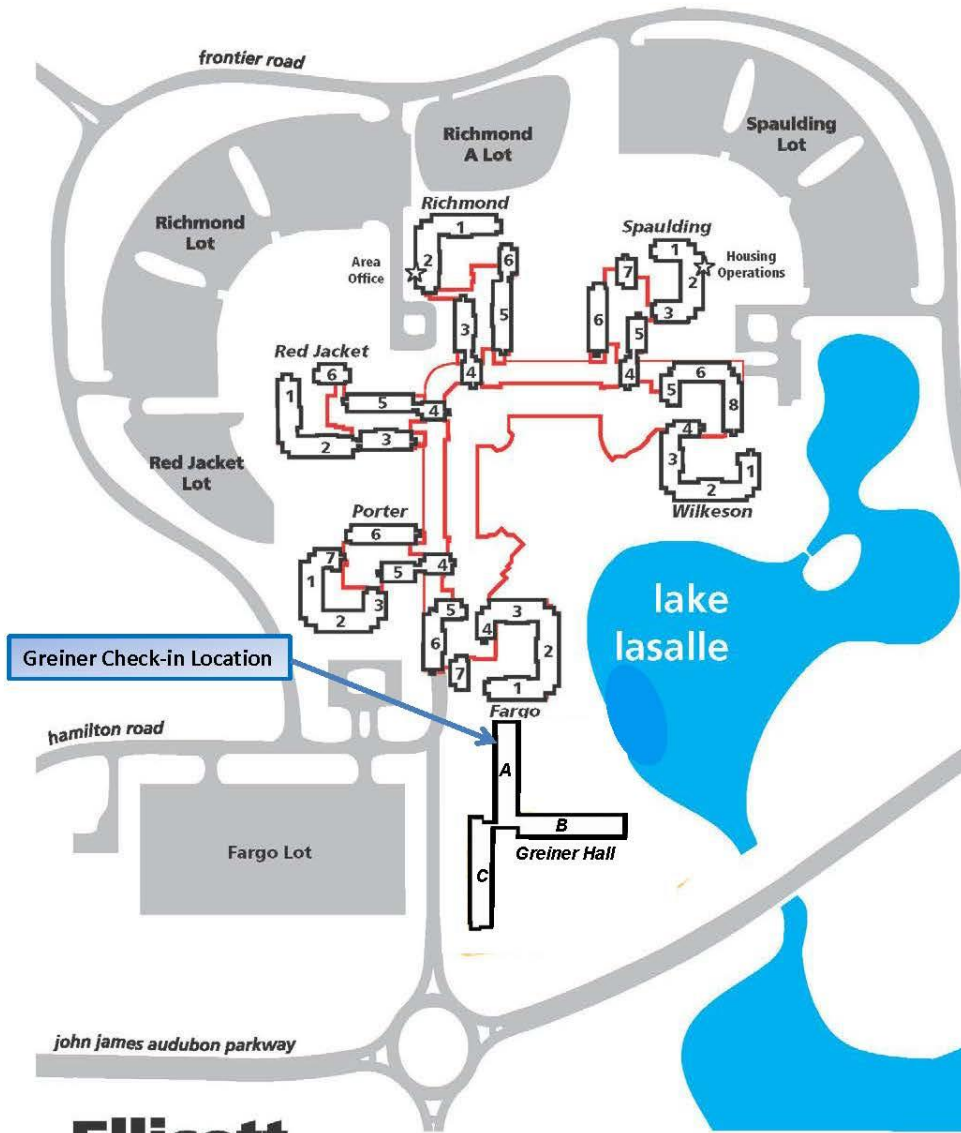 frontier road
Richmond
A Lot
Spaulding
Lot
Richmond
Lot
Richmond
1
2
6
3
5
4
Area
Office
Spaulding
1
7
2
3
6
5
4
Housing
Operations
Red Jacket
6
1
5
4
3
2
Red Jacket
Lot
6
5
8
4
3
1
2
Wilkeson
Porter
6
7
4
1
5
3
2
lake
lasalle
5
3
4
6
2
7
1
Fargo
Greiner Check-in Location
hamilton road
A
B
Greiner Hall
C
Fargo Lot
john james audubon parkway
Ellicott